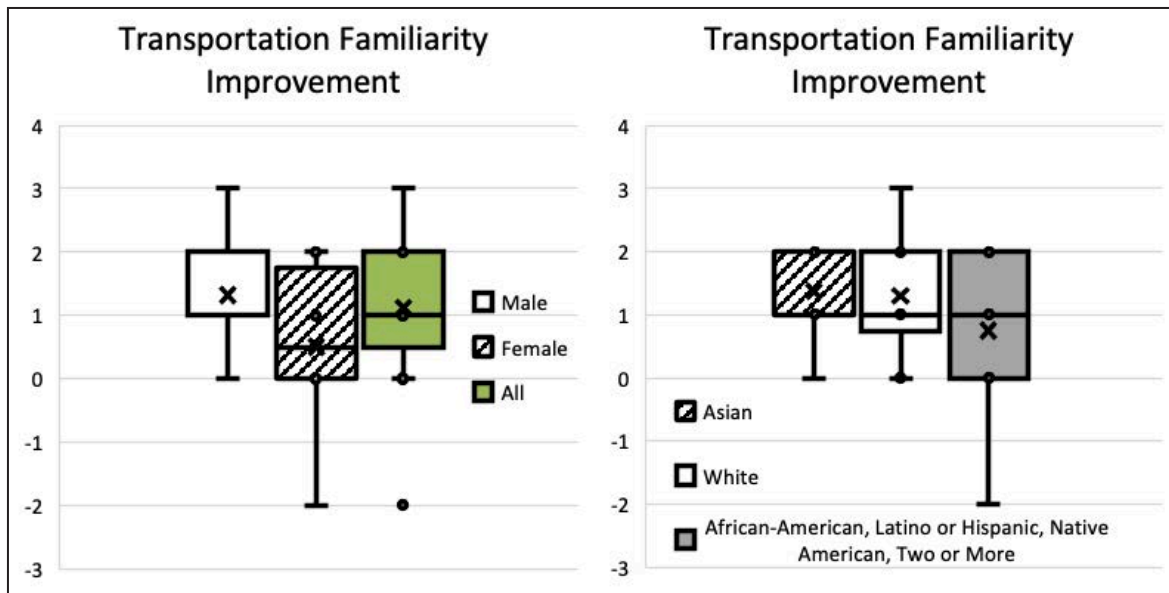 Transportation Familiarity
Improvement
4
3
2
1
0
-1
-2
-3
Male
Female
All
Transportation Familiarity
Improvement
4
3
2
1
0
-1
-2
-3
Asian
White
African-American, Latino or Hispanic, Native
American, Two or More